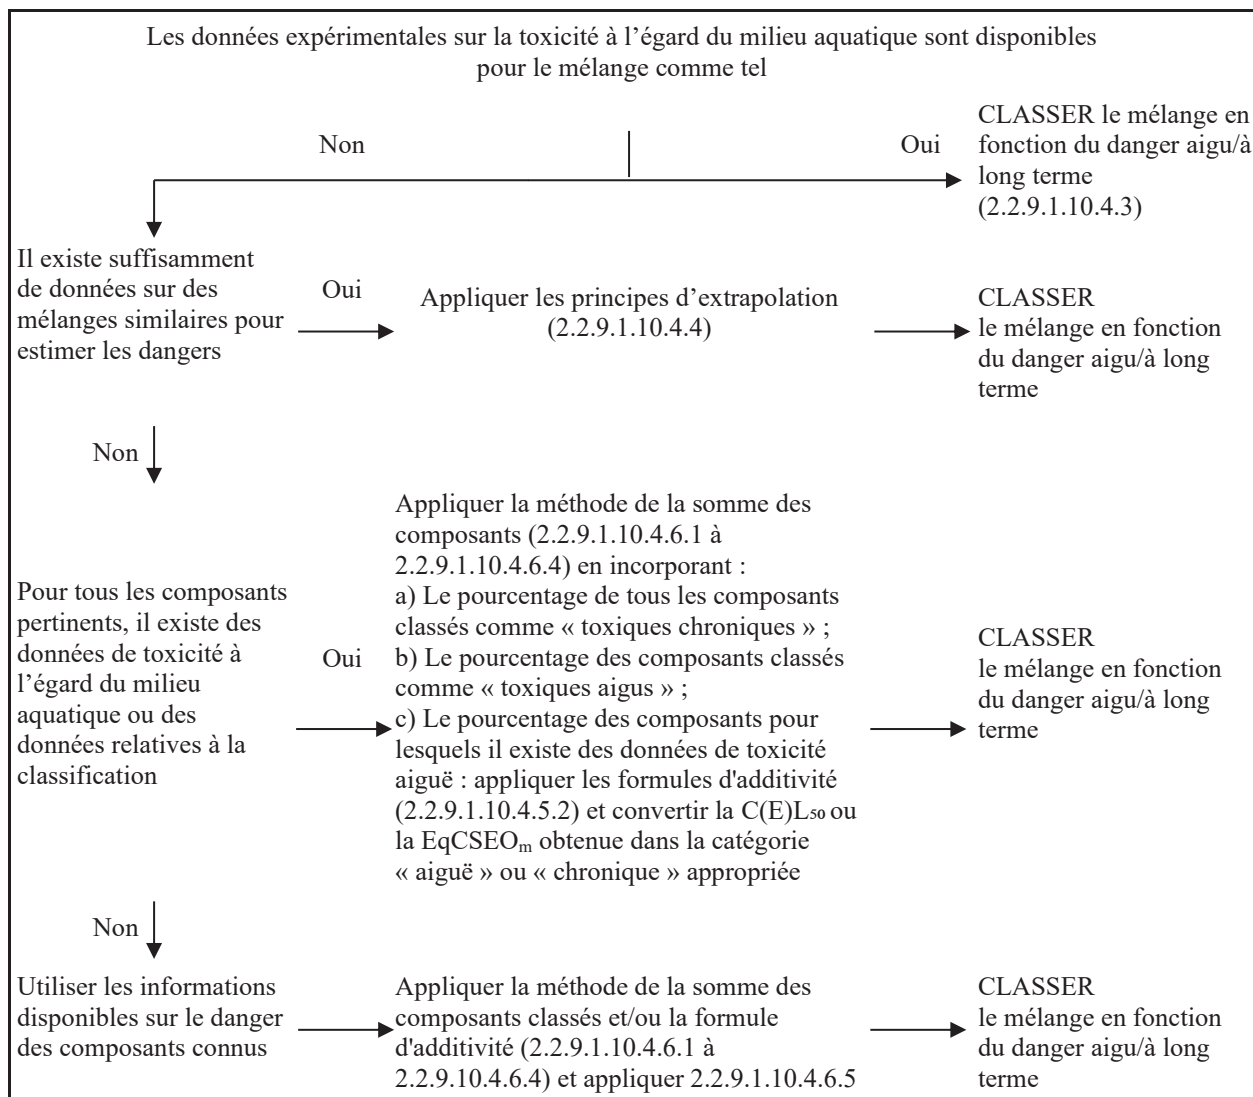 Les données expérimentales sur la toxicité à l’égard du milieu aquatique sont disponibles
pour le mélange comme tel
Non
Oui
CLASSER le mélange en
fonction du danger aigu/à
long terme
(2.2.9.1.10.4.3)
Il existe suffisamment
de données sur des
mélanges similaires pour
estimer les dangers
Oui
Appliquer les principes d’extrapolation
(2.2.9.1.10.4.4)
CLASSER
le mélange en fonction
du danger aigu/à long
terme
Non
Pour tous les composants
pertinents, il existe des
données de toxicité à
l’égard du milieu
aquatique ou des
données relatives à la
classification
Oui
Appliquer la méthode de la somme des
composants (2.2.9.1.10.4.6.1 à
2.2.9.1.10.4.6.4) en incorporant :
a) Le pourcentage de tous les composants
classés comme « toxiques chroniques » ;
b) Le pourcentage des composants classés
comme « toxiques aigus » ;
c) Le pourcentage des composants pour
lesquels il existe des données de toxicité
aiguë : appliquer les formules d'additivité
(2.2.9.1.10.4.5.2) et convertir la C(E)L₅₀ ou
la EqCSEOₘ obtenue dans la catégorie
« aiguë » ou « chronique » appropriée
CLASSER
le mélange en fonction
du danger aigu/à long
terme
Non
Utiliser les informations
disponibles sur le danger
des composants connus
Appliquer la méthode de la somme des
composants classés et/ou la formule
d'additivité (2.2.9.1.10.4.6.1 à
2.2.9.10.4.6.4) et appliquer 2.2.9.1.10.4.6.5
CLASSER
le mélange en fonction
du danger aigu/à long
terme